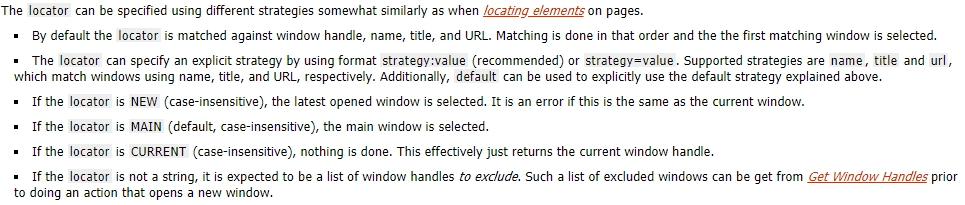 The locator can be specified using different strategies somewhat similarly as when locating elements on pages.
▪ By default the locator is matched against window handle, name, title, and URL. Matching is done in that order and the the first matching window is selected.
▪ The locator can specify an explicit strategy by using format strategy:value (recommended) or strategy=value. Supported strategies are name, title and url,
which match windows using name, title, and URL, respectively. Additionally, default can be used to explicitly use the default strategy explained above.
▪ If the locator is NEW (case-insensitive), the latest opened window is selected. It is an error if this is the same as the current window.
▪ If the locator is MAIN (default, case-insensitive), the main window is selected.
▪ If the locator is CURRENT (case-insensitive), nothing is done. This effectively just returns the current window handle.
▪ If the locator is not a string, it is expected to be a list of window handles to exclude. Such a list of excluded windows can be get from Get Window Handles prior
to doing an action that opens a new window.